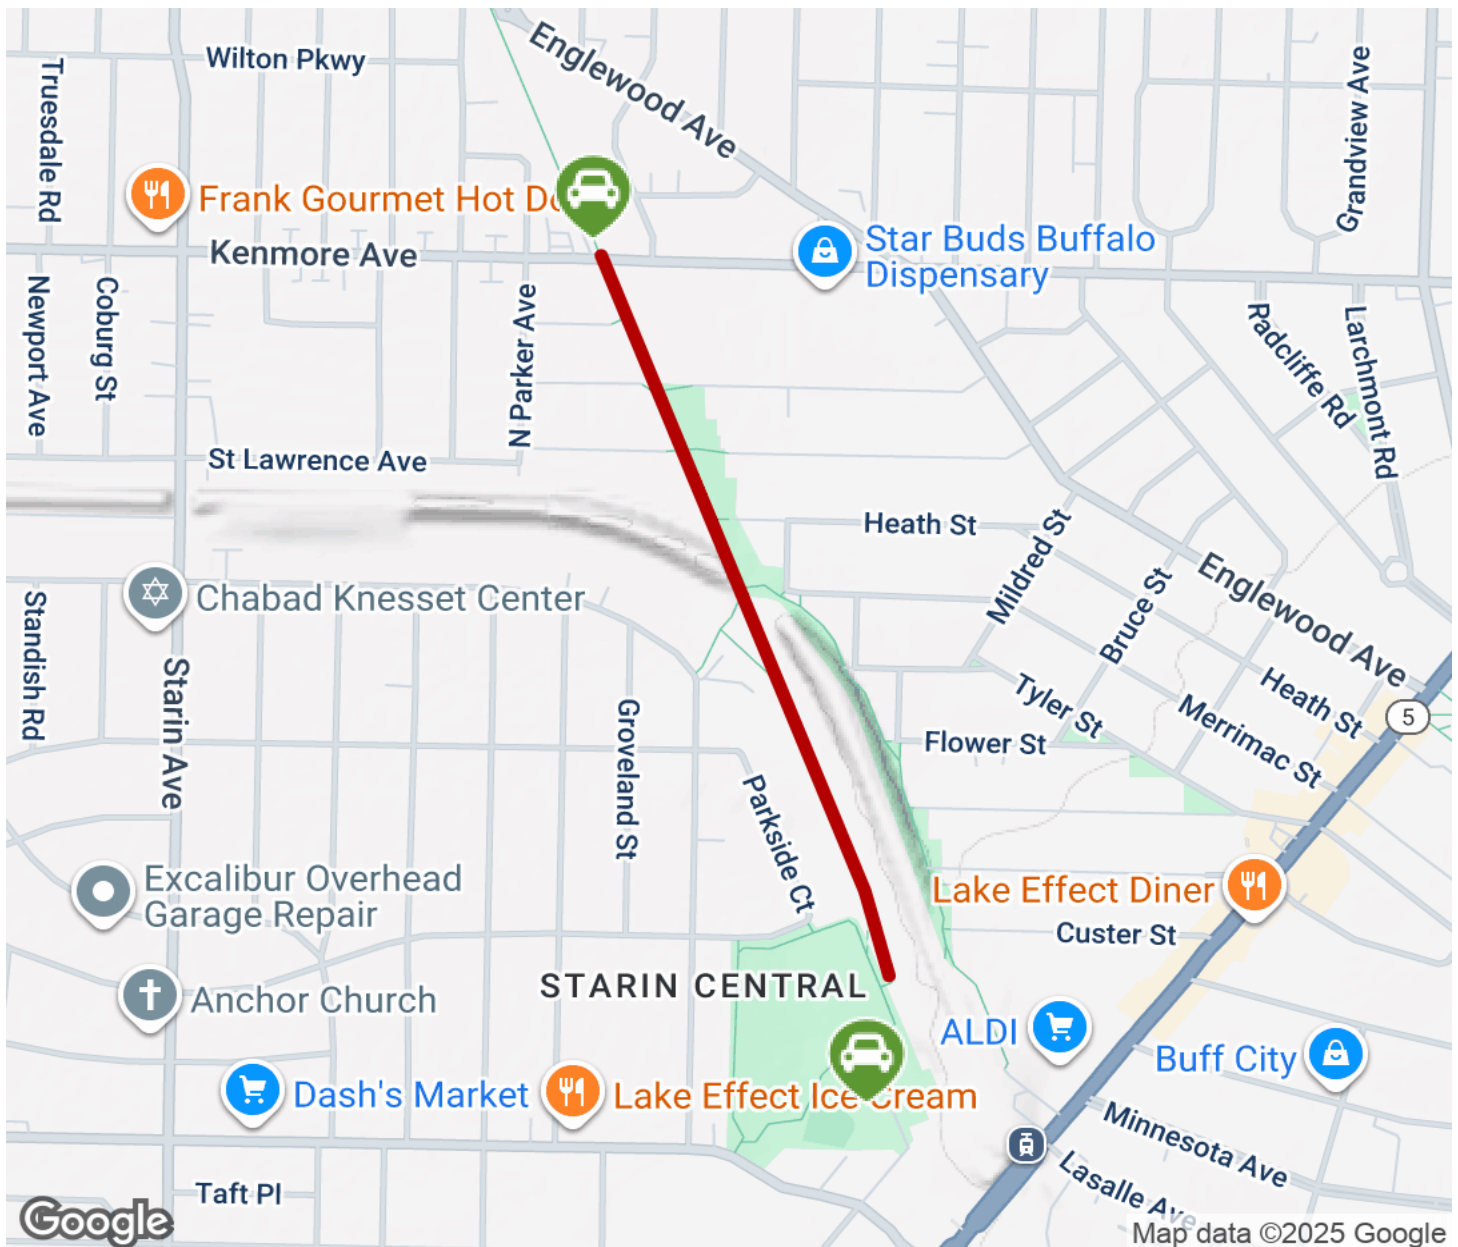 Wilton Pkwy
Englewood Ave
Truesdale Rd
Grandview Ave
Frank Gourmet Hot Do
Kenmore Ave
Star Buds Buffalo
Dispensary
Newport Ave
Coburg St
N Parker Ave
Radcliffe Rd
Larchmont Rd
St Lawrence Ave
Heath St
Mildred St
Bruce St
Englewood Ave
Chabad Knesset Center
Standish Rd
Starin Ave
Groveland St
Tyler St
Heath St
Merrimac St
5
Flower St
Parkside Ct
Excalibur Overhead
Garage Repair
Lake Effect Diner
Custer St
STARIN CENTRAL
Anchor Church
ALDI
Buff City
Dash's Market
Lake Effect Ice Cream
Minnesota Ave
Lasalle Ave
Taft Pl
Google
Map data ©2025 Google